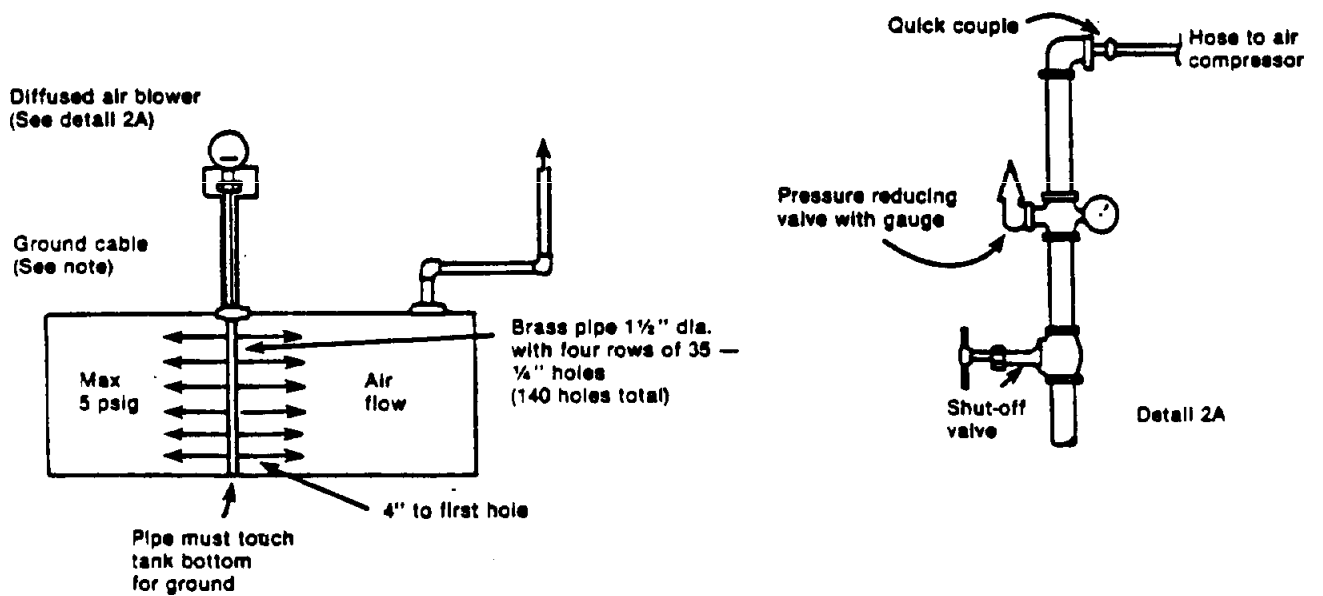 Diffused air blower
(See detail 2A)
Ground cable
(See note)
Max
5 psig
Air
flow
Brass pipe 1½" dia.
with four rows of 35 —
¼" holes
(140 holes total)
4" to first hole
Pipe must touch
tank bottom
for ground
Quick couple
Hose to air
compressor
Pressure reducing
valve with gauge
Shut-off
valve
Detail 2A